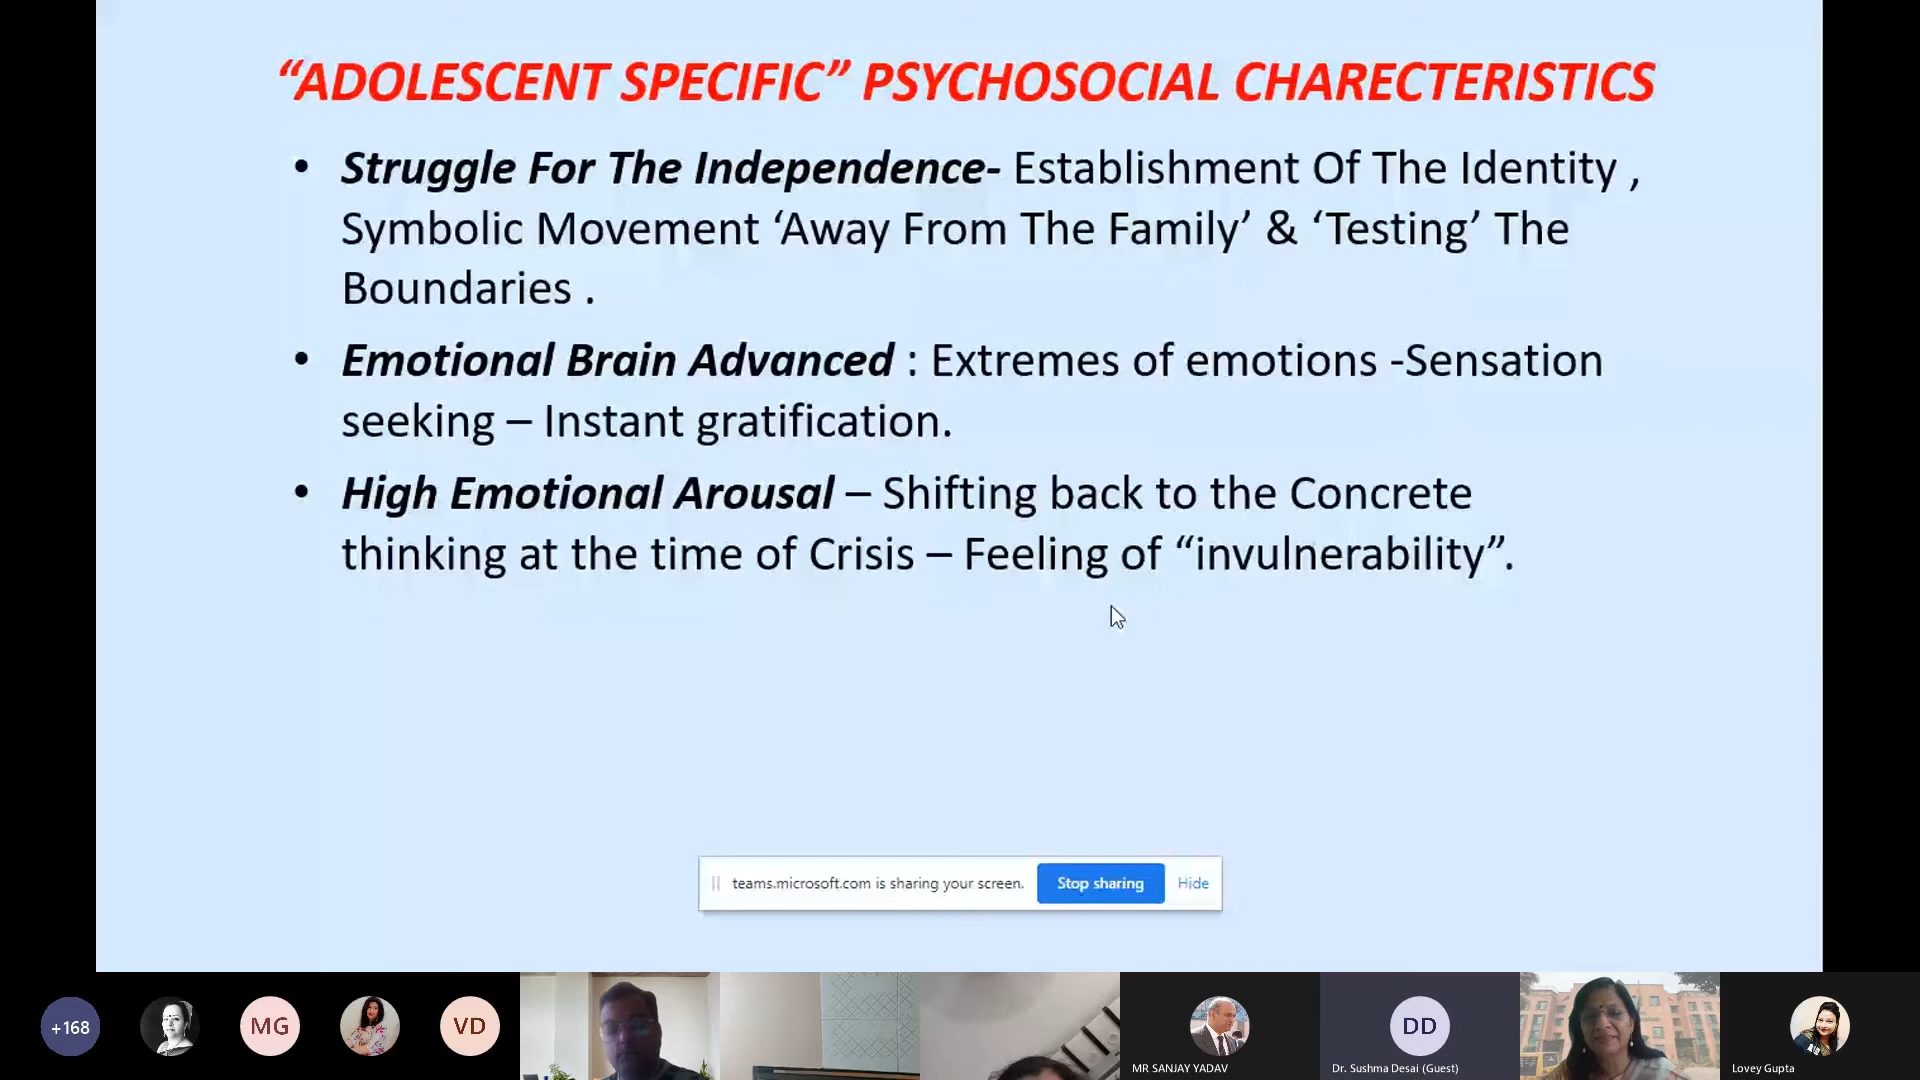 “ADOLESCENT SPECIFIC” PSYCHOSOCIAL CHARECTERISTICS
• Struggle For The Independence- Establishment Of The Identity ,
Symbolic Movement ‘Away From The Family’ & ‘Testing’ The
Boundaries .
• Emotional Brain Advanced : Extremes of emotions -Sensation
seeking – Instant gratification.
• High Emotional Arousal – Shifting back to the Concrete
thinking at the time of Crisis – Feeling of “invulnerability”.
teams.microsoft.com is sharing your screen. Stop sharing Hide
+168 MG VD DD
MR SANJAY YADAV Dr. Sushma Desai (Guest) Lovey Gupta